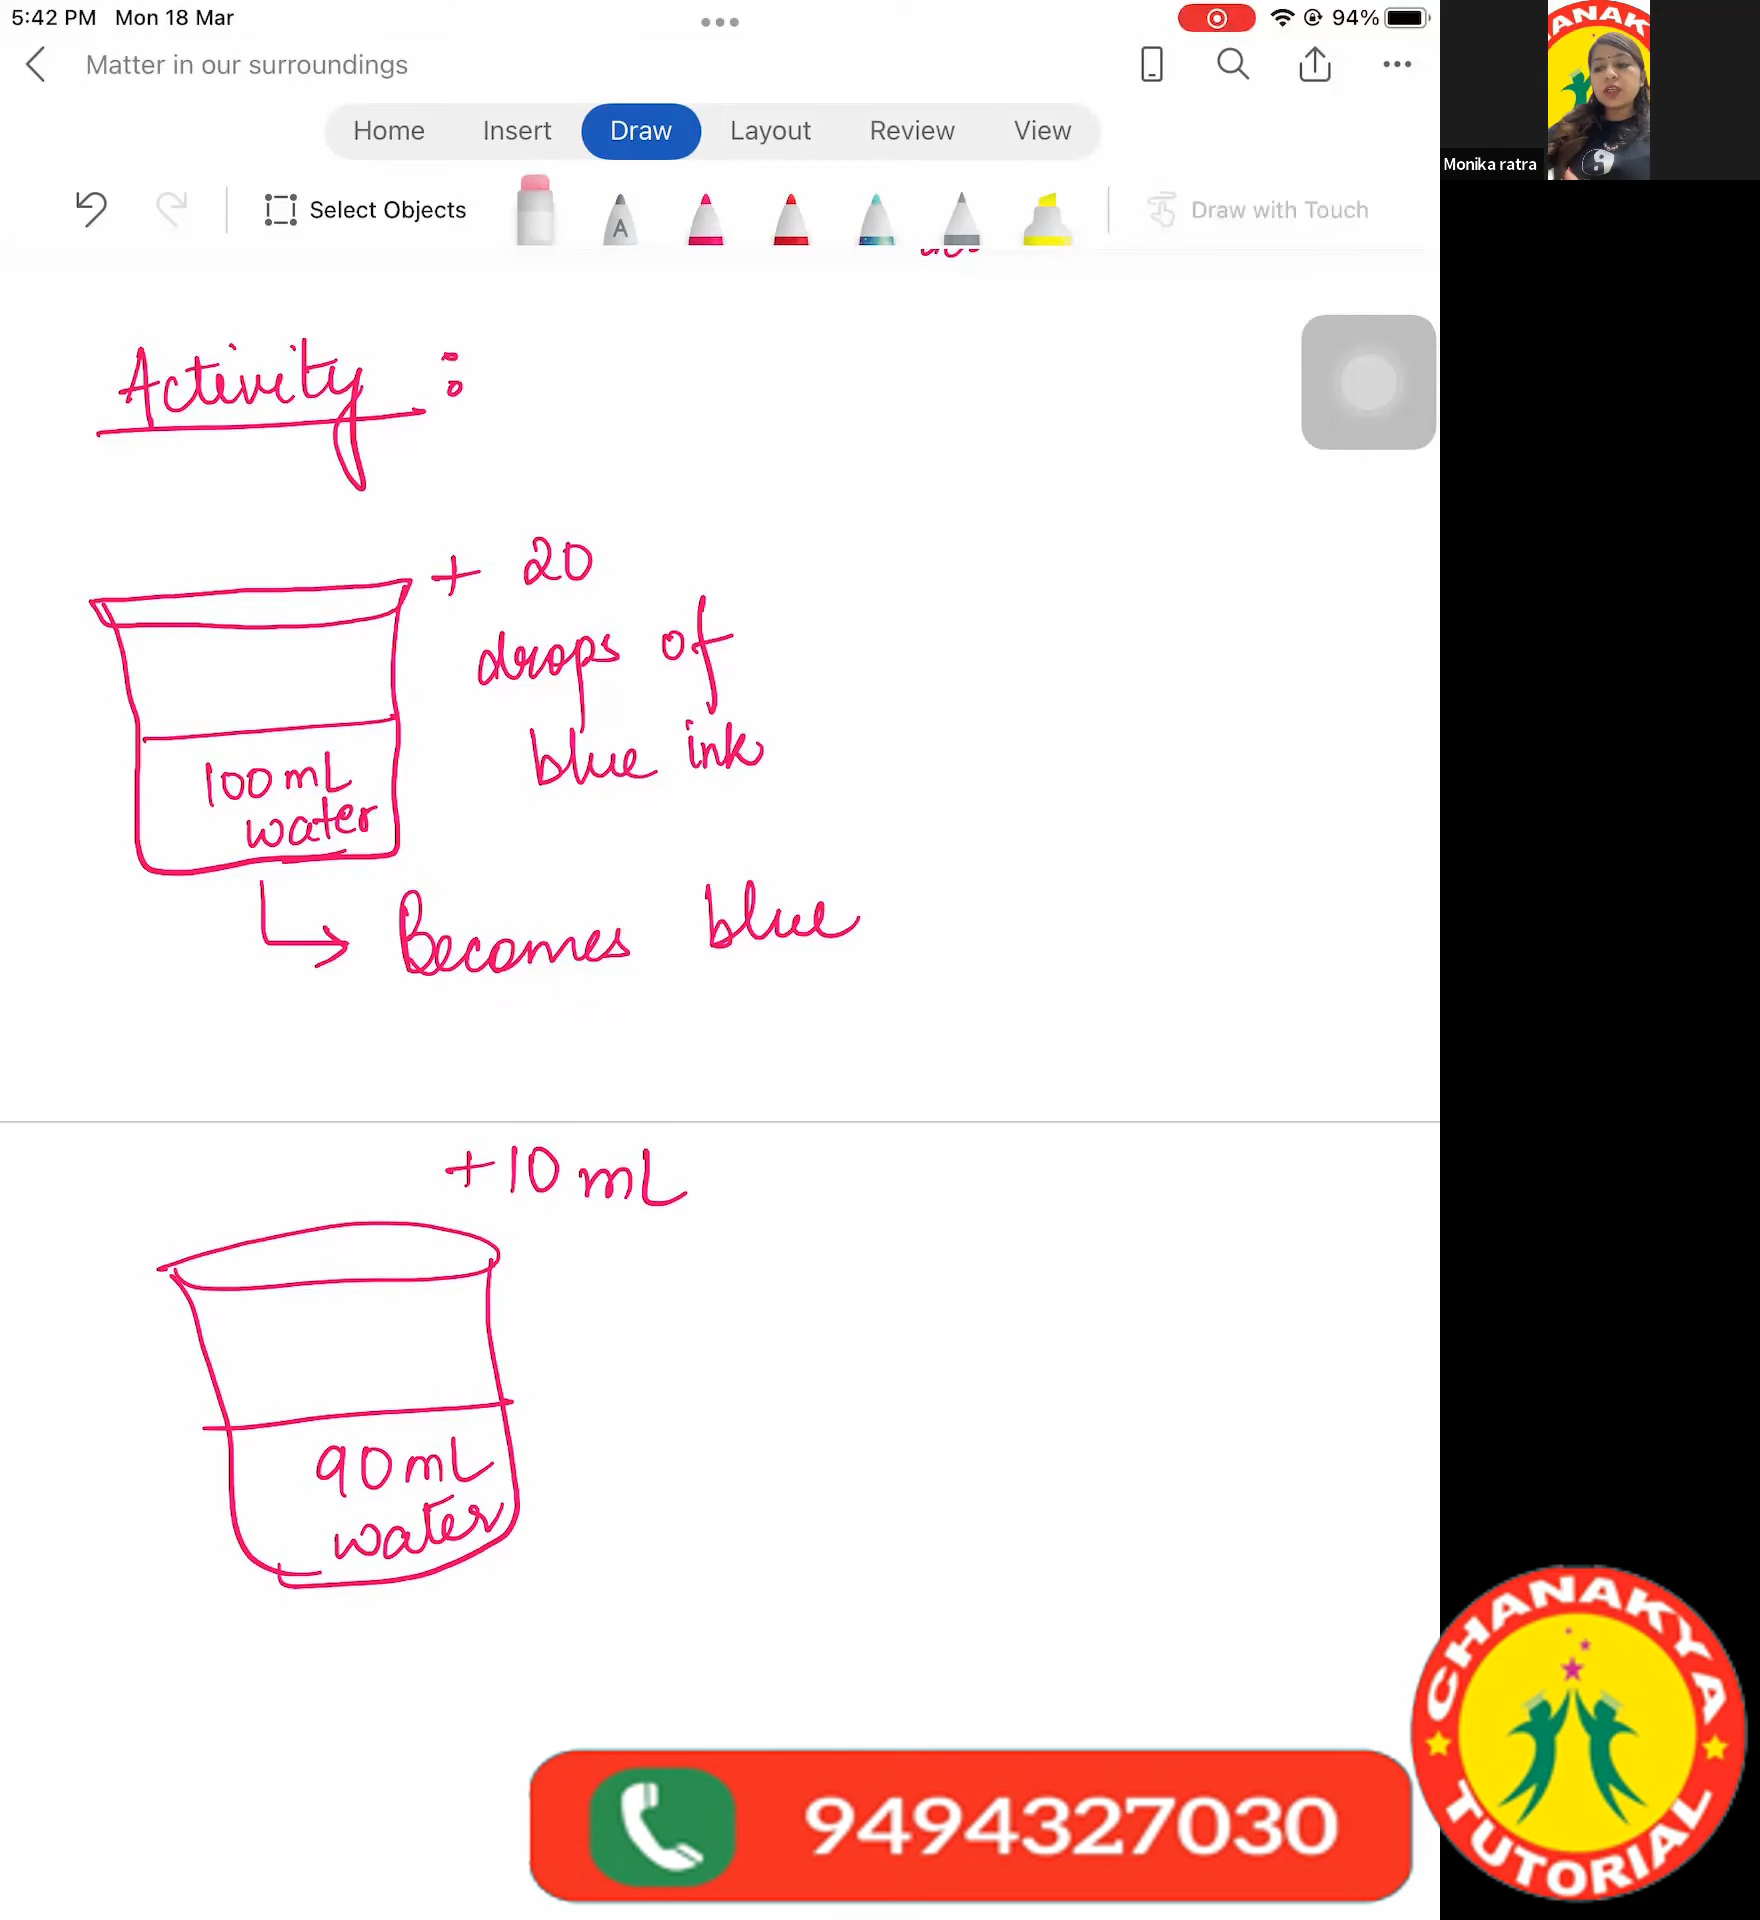 5:42 PM Mon 18 Mar
94%
Matter in our surroundings
Home Insert Draw Layout Review View
Select Objects
A
Draw with Touch
ANAK
Monika ratra
Activity :
+ 20
drops of
blue ink
100 mL
water
Becomes blue
+10 mL
90 mL
water
9494327030
CHANAKYA
TUTORIAL